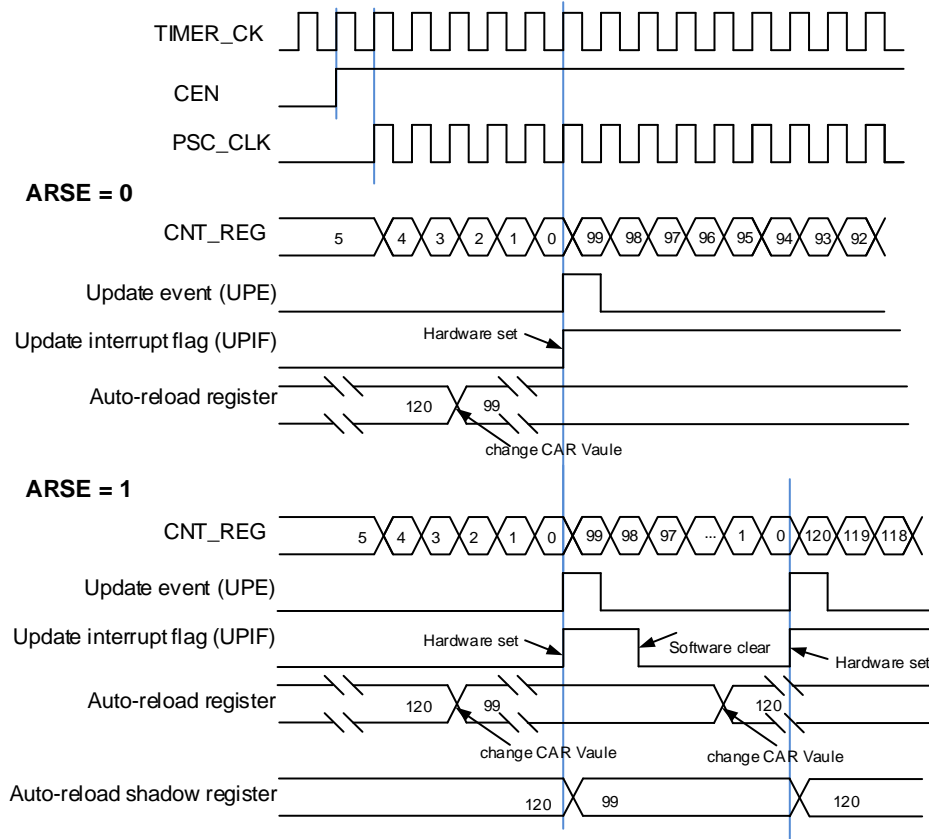 TIMER_CK
CEN
PSC_CLK
ARSE = 0
CNT_REG 5 4 3 2 1 0 99 98 97 96 95 94 93 92
Update event (UPE)
Hardware set
Update interrupt flag (UPIF)
Auto-reload register 120 99
change CAR Vaule
ARSE = 1
CNT_REG 5 4 3 2 1 0 99 98 97 ... 1 0 120 119 118
Update event (UPE)
Update interrupt flag (UPIF) Hardware set Software clear Hardware set
Auto-reload register 120 99 120
change CAR Vaule change CAR Vaule
Auto-reload shadow register 120 99 120